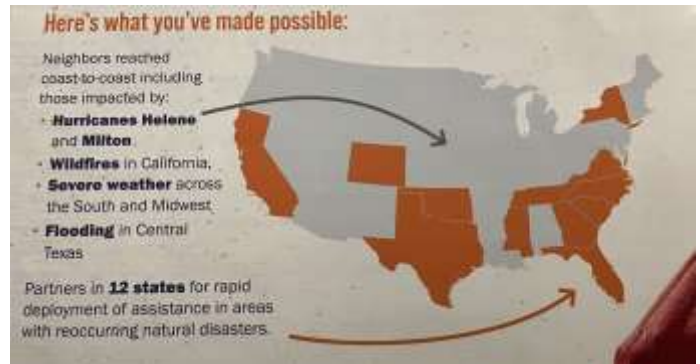 Here's what you've made possible:
Neighbors reached
coast-to-coast including
those impacted by:
• Hurricanes Helene
and Milton
• Wildfires in California,
• Severe weather across
the South and Midwest
• Flooding in Central
Texas
Partners in 12 states for rapid
deployment of assistance in areas
with reoccurring natural disasters.